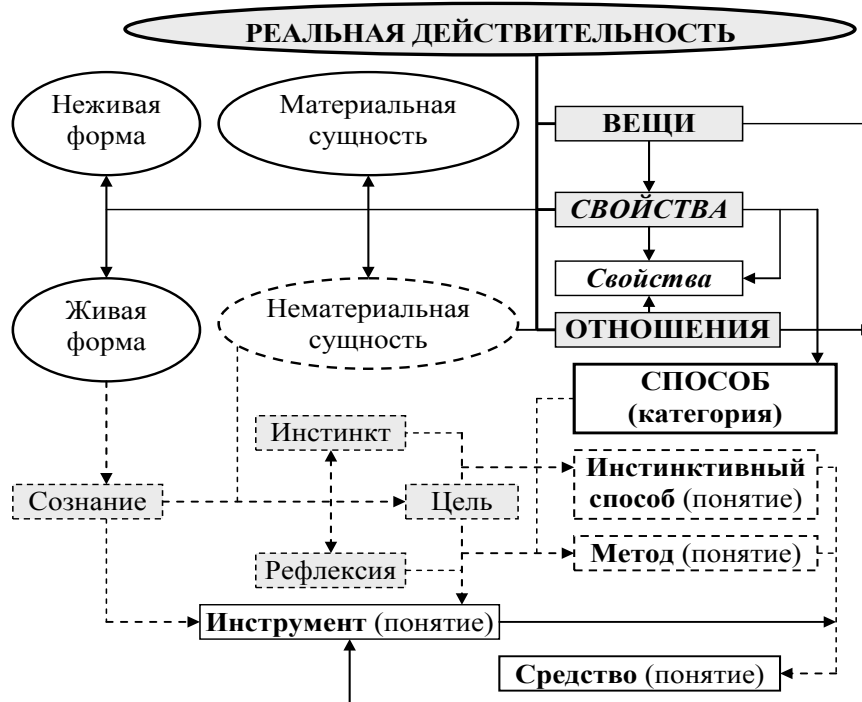 РЕАЛЬНАЯ ДЕЙСТВИТЕЛЬНОСТЬ
Неживая
форма
Материальная
сущность
ВЕЩИ
СВОЙСТВА
Свойства
Живая
форма
Нематериальная
сущность
ОТНОШЕНИЯ
СПОСОБ
(категория)
Инстинкт
Инстинктивный
способ (понятие)
Сознание
Цель
Рефлексия
Метод (понятие)
Инструмент (понятие)
Средство (понятие)